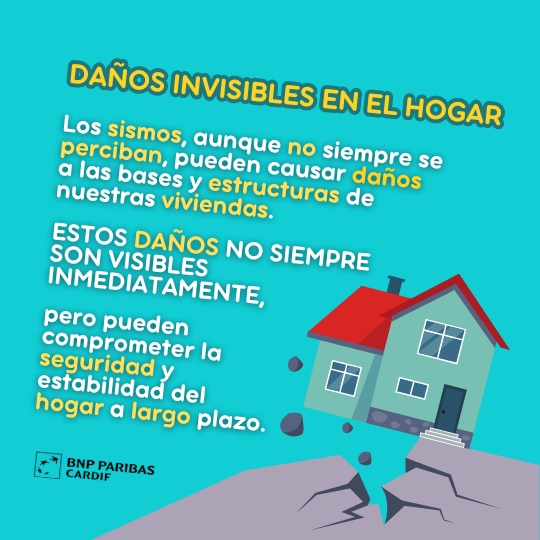 DAÑOS INVISIBLES EN EL HOGAR
Los sismos, aunque no siempre se
perciban, pueden causar daños
a las bases y estructuras de
nuestras viviendas.
ESTOS DAÑOS NO SIEMPRE
SON VISIBLES
INMEDIATAMENTE,
pero pueden
comprometer la
seguridad y
estabilidad del
hogar a largo plazo.
BNP PARIBAS
CARDIF